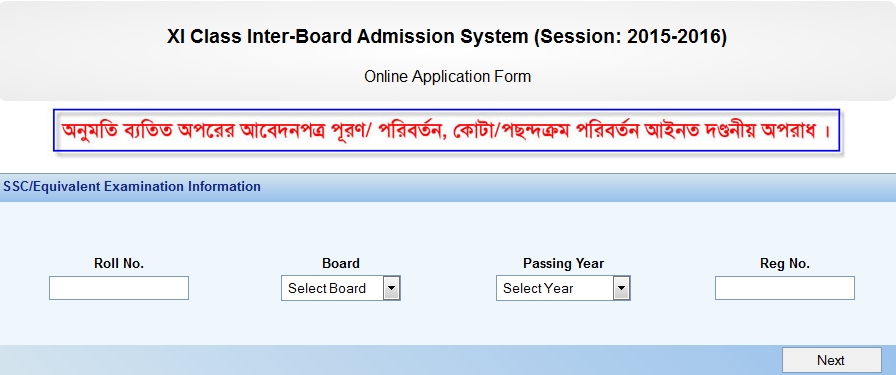 XI Class Inter-Board Admission System (Session: 2015-2016)
Online Application Form
অনুমতি ব্যতিত অপরের আবেদনপত্র পূরণ/ পরিবর্তন, কোটা/পছন্দক্রম পরিবর্তন আইনত দণ্ডনীয় অপরাধ ।
SSC/Equivalent Examination Information
Roll No. Board Passing Year Reg No.
Select Board Select Year
Next